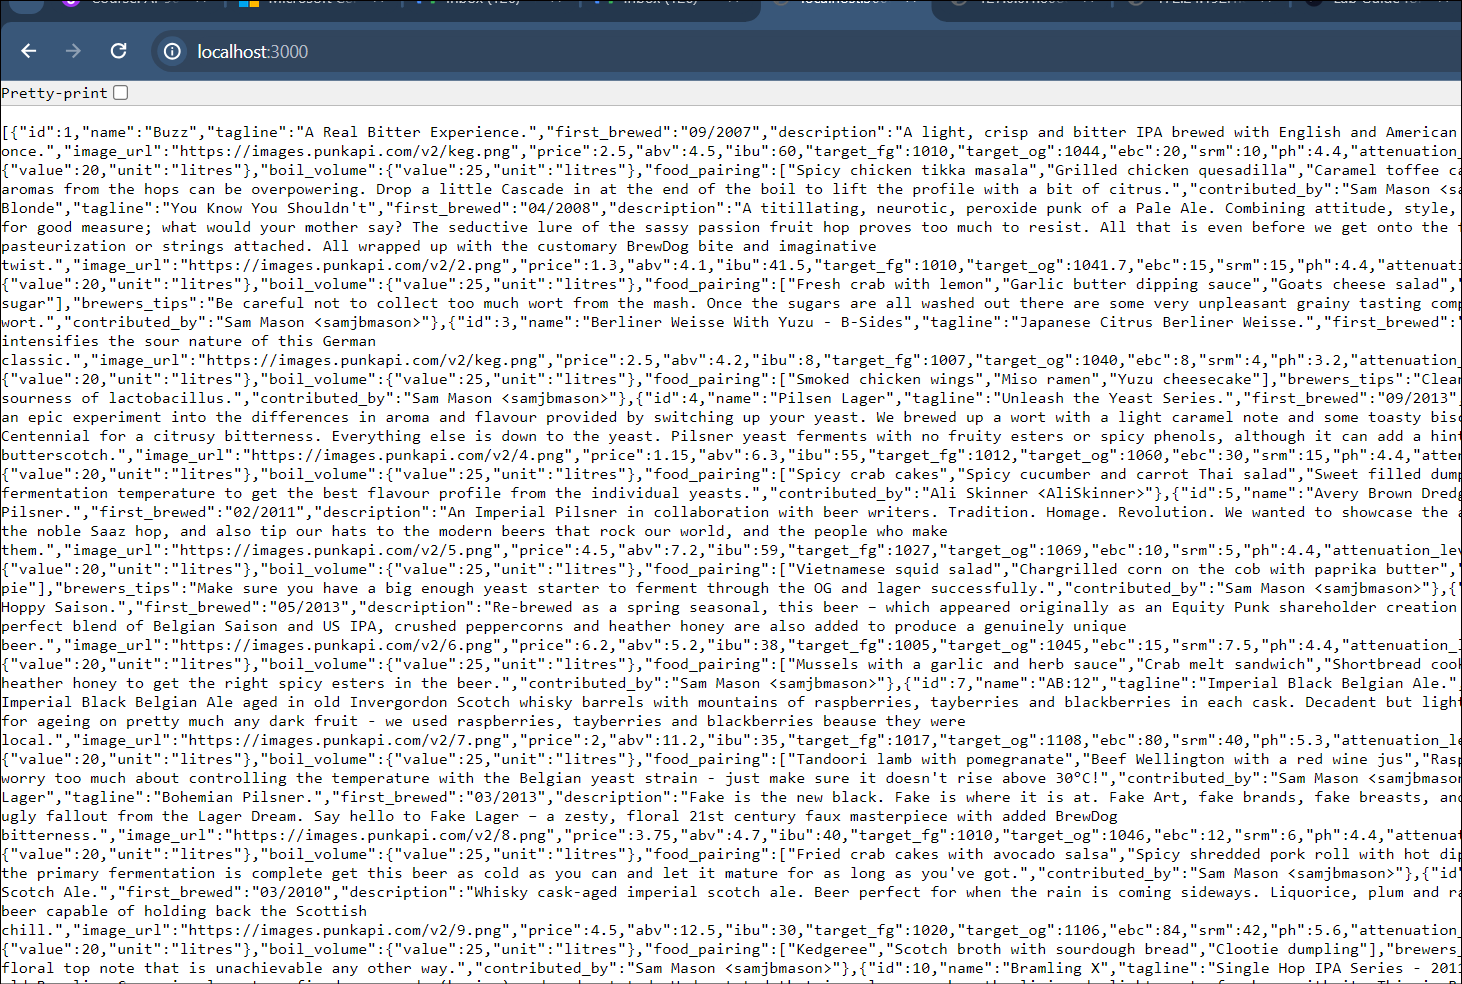 localhost:3000
Pretty-print
[{"id":1,"name":"Buzz","tagline":"A Real Bitter Experience.","first_brewed":"09/2007","description":"A light, crisp and bitter IPA brewed with English and American
once.","image_url":"https://images.punkapi.com/v2/keg.png","price":2.5,"abv":4.5,"ibu":60,"target_fg":1010,"target_og":1044,"ebc":20,"srm":10,"ph":4.4,"attenuation_
{"value":20,"unit":"litres"},"boil_volume":{"value":25,"unit":"litres"},"food_pairing":["Spicy chicken tikka masala","Grilled chicken quesadilla","Caramel toffee ca
aromas from the hops can be overpowering. Drop a little Cascade in at the end of the boil to lift the profile with a bit of citrus.","contributed_by":"Sam Mason <sa
Blonde","tagline":"You Know You Shouldn't","first_brewed":"04/2008","description":"A titillating, neurotic, peroxide punk of a Pale Ale. Combining attitude, style,
for good measure; what would your mother say? The seductive lure of the sassy passion fruit hop proves too much to resist. All that is even before we get onto the
pasteurization or strings attached. All wrapped up with the customary BrewDog bite and imaginative
twist.","image_url":"https://images.punkapi.com/v2/2.png","price":1.3,"abv":4.1,"ibu":41.5,"target_fg":1010,"target_og":1041.7,"ebc":15,"srm":15,"ph":4.4,"attenuati
{"value":20,"unit":"litres"},"boil_volume":{"value":25,"unit":"litres"},"food_pairing":["Fresh crab with lemon","Garlic butter dipping sauce","Goats cheese salad","
sugar"],"brewers_tips":"Be careful not to collect too much wort from the mash. Once the sugars are all washed out there are some very unpleasant grainy tasting comp
wort.","contributed_by":"Sam Mason <samjbmason>"},{"id":3,"name":"Berliner Weisse With Yuzu - B-Sides","tagline":"Japanese Citrus Berliner Weisse.","first_brewed":"
intensifies the sour nature of this German
classic.","image_url":"https://images.punkapi.com/v2/keg.png","price":2.5,"abv":4.2,"ibu":8,"target_fg":1007,"target_og":1040,"ebc":8,"srm":4,"ph":3.2,"attenuation_
{"value":20,"unit":"litres"},"boil_volume":{"value":25,"unit":"litres"},"food_pairing":["Smoked chicken wings","Miso ramen","Yuzu cheesecake"],"brewers_tips":"Clean
sourness of lactobacillus.","contributed_by":"Sam Mason <samjbmason>"},{"id":4,"name":"Pilsen Lager","tagline":"Unleash the Yeast Series.","first_brewed":"09/2013",
an epic experiment into the differences in aroma and flavour provided by switching up your yeast. We brewed up a wort with a light caramel note and some toasty bisc
Centennial for a citrusy bitterness. Everything else is down to the yeast. Pilsner yeast ferments with no fruity esters or spicy phenols, although it can add a hint
butterscotch.","image_url":"https://images.punkapi.com/v2/4.png","price":1.15,"abv":6.3,"ibu":55,"target_fg":1012,"target_og":1060,"ebc":30,"srm":15,"ph":4.4,"atten
{"value":20,"unit":"litres"},"boil_volume":{"value":25,"unit":"litres"},"food_pairing":["Spicy crab cakes","Spicy cucumber and carrot Thai salad","Sweet filled dump
fermentation temperature to get the best flavour profile from the individual yeasts.","contributed_by":"Ali Skinner <AliSkinner>"},{"id":5,"name":"Avery Brown Dredg
Pilsner.","first_brewed":"02/2011","description":"An Imperial Pilsner in collaboration with beer writers. Tradition. Homage. Revolution. We wanted to showcase the a
the noble Saaz hop, and also tip our hats to the modern beers that rock our world, and the people who make
them.","image_url":"https://images.punkapi.com/v2/5.png","price":4.5,"abv":7.2,"ibu":59,"target_fg":1027,"target_og":1069,"ebc":10,"srm":5,"ph":4.4,"attenuation_lev
{"value":20,"unit":"litres"},"boil_volume":{"value":25,"unit":"litres"},"food_pairing":["Vietnamese squid salad","Chargrilled corn on the cob with paprika butter","
pie"],"brewers_tips":"Make sure you have a big enough yeast starter to ferment through the OG and lager successfully.","contributed_by":"Sam Mason <samjbmason>"},{"
Hoppy Saison.","first_brewed":"05/2013","description":"Re-brewed as a spring seasonal, this beer – which appeared originally as an Equity Punk shareholder creation
perfect blend of Belgian Saison and US IPA, crushed peppercorns and heather honey are also added to produce a genuinely unique
beer.","image_url":"https://images.punkapi.com/v2/6.png","price":6.2,"abv":5.2,"ibu":38,"target_fg":1005,"target_og":1045,"ebc":15,"srm":7.5,"ph":4.4,"attenuation_l
{"value":20,"unit":"litres"},"boil_volume":{"value":25,"unit":"litres"},"food_pairing":["Mussels with a garlic and herb sauce","Crab melt sandwich","Shortbread cook
heather honey to get the right spicy esters in the beer.","contributed_by":"Sam Mason <samjbmason>"},{"id":7,"name":"AB:12","tagline":"Imperial Black Belgian Ale.",
Imperial Black Belgian Ale aged in old Invergordon Scotch whisky barrels with mountains of raspberries, tayberries and blackberries in each cask. Decadent but light
for ageing on pretty much any dark fruit - we used raspberries, tayberries and blackberries beause they were
local.","image_url":"https://images.punkapi.com/v2/7.png","price":2,"abv":11.2,"ibu":35,"target_fg":1017,"target_og":1108,"ebc":80,"srm":40,"ph":5.3,"attenuation_le
{"value":20,"unit":"litres"},"boil_volume":{"value":25,"unit":"litres"},"food_pairing":["Tandoori lamb with pomegranate","Beef Wellington with a red wine jus","Rasp
worry too much about controlling the temperature with the Belgian yeast strain - just make sure it doesn't rise above 30°C!","contributed_by":"Sam Mason <samjbmason
Lager","tagline":"Bohemian Pilsner.","first_brewed":"03/2013","description":"Fake is the new black. Fake is where it is at. Fake Art, fake brands, fake breasts, and
ugly fallout from the Lager Dream. Say hello to Fake Lager – a zesty, floral 21st century faux masterpiece with added BrewDog
bitterness.","image_url":"https://images.punkapi.com/v2/8.png","price":3.75,"abv":4.7,"ibu":40,"target_fg":1010,"target_og":1046,"ebc":12,"srm":6,"ph":4.4,"attenuat
{"value":20,"unit":"litres"},"boil_volume":{"value":25,"unit":"litres"},"food_pairing":["Fried crab cakes with avocado salsa","Spicy shredded pork roll with hot dip
the primary fermentation is complete get this beer as cold as you can and let it mature for as long as you've got.","contributed_by":"Sam Mason <samjbmason>"},{"id"
Scotch Ale.","first_brewed":"03/2010","description":"Whisky cask-aged imperial scotch ale. Beer perfect for when the rain is coming sideways. Liquorice, plum and ra
beer capable of holding back the Scottish
chill.","image_url":"https://images.punkapi.com/v2/9.png","price":4.5,"abv":12.5,"ibu":30,"target_fg":1020,"target_og":1106,"ebc":84,"srm":42,"ph":5.6,"attenuation_
{"value":20,"unit":"litres"},"boil_volume":{"value":25,"unit":"litres"},"food_pairing":["Kedgeree","Scotch broth with sourdough bread","Clootie dumpling"],"brewers_
floral top note that is unachievable any other way.","contributed_by":"Sam Mason <samjbmason>"},{"id":10,"name":"Bramling X","tagline":"Single Hop IPA Series - 2011